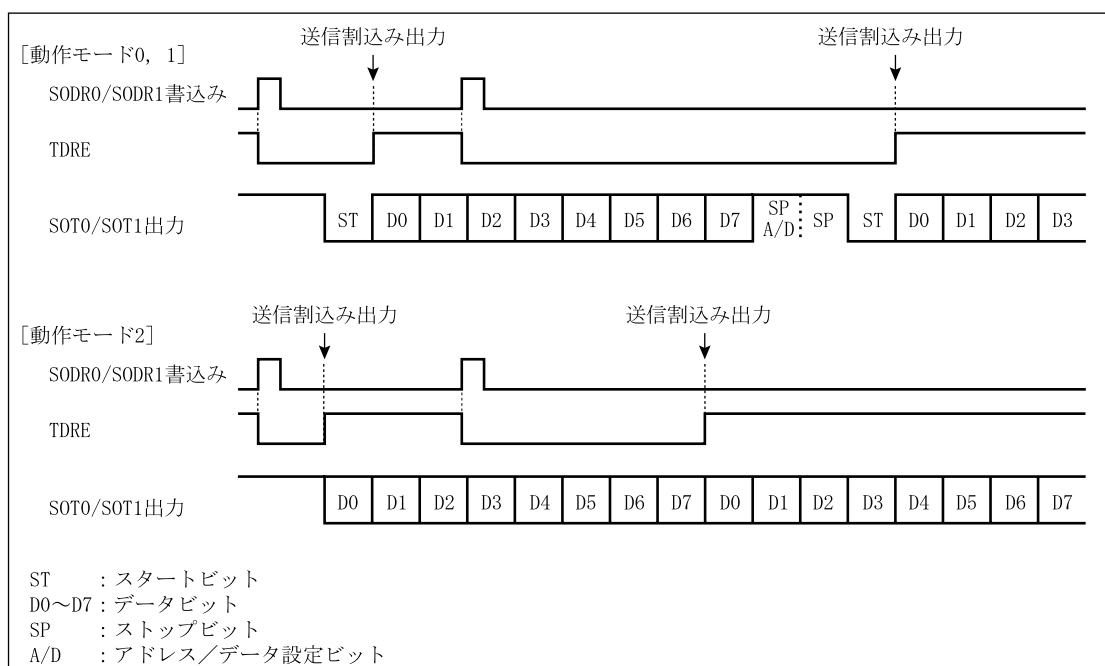 送信割込み出力 送信割込み出力
[動作モード0, 1]
SODR0/SODR1書込み
TDRE
SOT0/SOT1出力 ST D0 D1 D2 D3 D4 D5 D6 D7 SP A/D SP ST D0 D1 D2 D3
送信割込み出力 送信割込み出力
[動作モード2]
SODR0/SODR1書込み
TDRE
SOT0/SOT1出力 D0 D1 D2 D3 D4 D5 D6 D7 D0 D1 D2 D3 D4 D5 D6 D7
ST :スタートビット
D0～D7:データビット
SP :ストップビット
A/D :アドレス／データ設定ビット